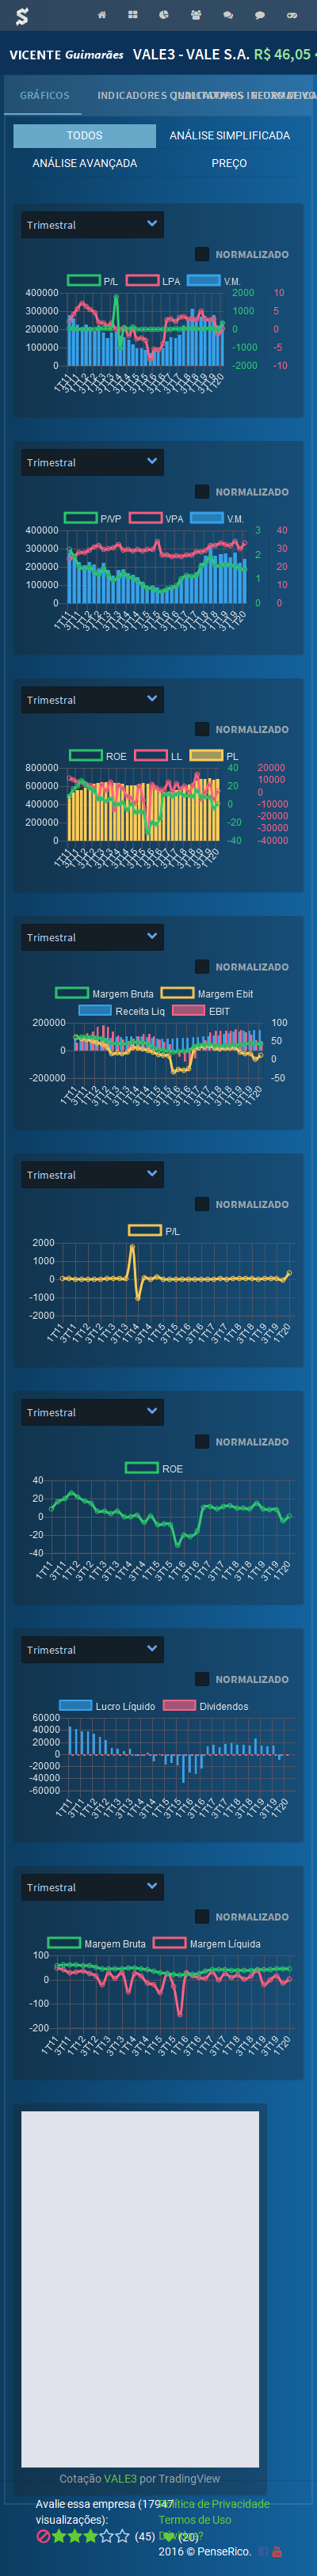 VICENTE Guimarães VALE3 - VALE S.A. R$ 46,05
GRÁFICOS INDICADORES
TODOS ANÁLISE SIMPLIFICADA
ANÁLISE AVANÇADA PREÇO
Trimestral
NORMALIZADO
P/L LPA V.M.
400000 2000 10
300000 1000 5
200000 0 0
100000 -1000 -5
0 -2000 -10
1T11 3T11 1T12 3T12 1T13 3T13 1T14 3T14 1T15 3T15 1T16 3T16 1T17 3T17 1T18 3T18 1T19 3T19 1T20
Trimestral
NORMALIZADO
P/VP VPA V.M.
400000 3 40
300000 30
200000 2 20
100000 1 10
0 0 0
1T11 3T11 1T12 3T12 1T13 3T13 1T14 3T14 1T15 3T15 1T16 3T16 1T17 3T17 1T18 3T18 1T19 3T19 1T20
Trimestral
NORMALIZADO
ROE LL PL
800000 40 20000
10000
600000 20 0
400000 0 -10000
-20000
200000 -20 -30000
0 -40 -40000
1T11 3T11 1T12 3T12 1T13 3T13 1T14 3T14 1T15 3T15 1T16 3T16 1T17 3T17 1T18 3T18 1T19 3T19 1T20
Trimestral
NORMALIZADO
Margem Bruta Margem Ebit
Receita Liq EBIT
200000 100
50
0 0
-200000 -50
1T11 3T11 1T12 3T12 1T13 3T13 1T14 3T14 1T15 3T15 1T16 3T16 1T17 3T17 1T18 3T18 1T19 3T19 1T20
Trimestral
NORMALIZADO
P/L
2000
1000
0
-1000
-2000
1T11 3T11 1T12 3T12 1T13 3T13 1T14 3T14 1T15 3T15 1T16 3T16 1T17 3T17 1T18 3T18 1T19 3T19 1T20
Trimestral
NORMALIZADO
ROE
40
20
0
-20
-40
1T11 3T11 1T12 3T12 1T13 3T13 1T14 3T14 1T15 3T15 1T16 3T16 1T17 3T17 1T18 3T18 1T19 3T19 1T20
Trimestral
NORMALIZADO
Lucro Líquido Dividendos
60000
40000
20000
0
-20000
-40000
-60000
1T11 3T11 1T12 3T12 1T13 3T13 1T14 3T14 1T15 3T15 1T16 3T16 1T17 3T17 1T18 3T18 1T19 3T19 1T20
Trimestral
NORMALIZADO
Margem Bruta Margem Líquida
100
0
-100
-200
1T11 3T11 1T12 3T12 1T13 3T13 1T14 3T14 1T15 3T15 1T16 3T16 1T17 3T17 1T18 3T18 1T19 3T19 1T20
Cotação VALE3 por TradingView
Avalie essa empresa (17947 Política de Privacidade
visualizações): Termos de Uso
(45) (20)
2016 © PenseRico.